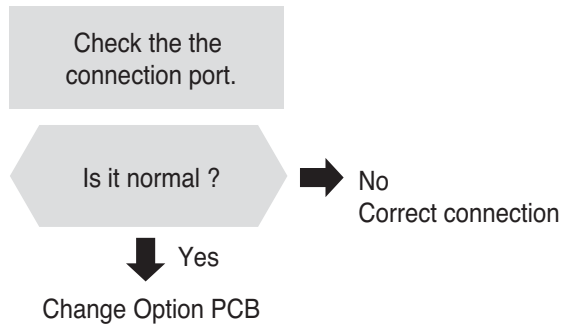 Check the the
connection port.
Is it normal ?
No
Correct connection
Yes
Change Option PCB